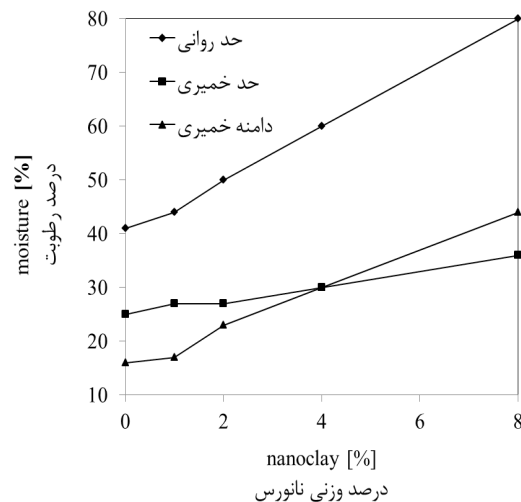 80
70
60
50
40
30
20
10
حد روانی
حد خمیری
دامنه خمیری
moisture [%]
درصد رطوبت
0 2 4 6 8
nanoclay [%]
درصد وزنی نانورس